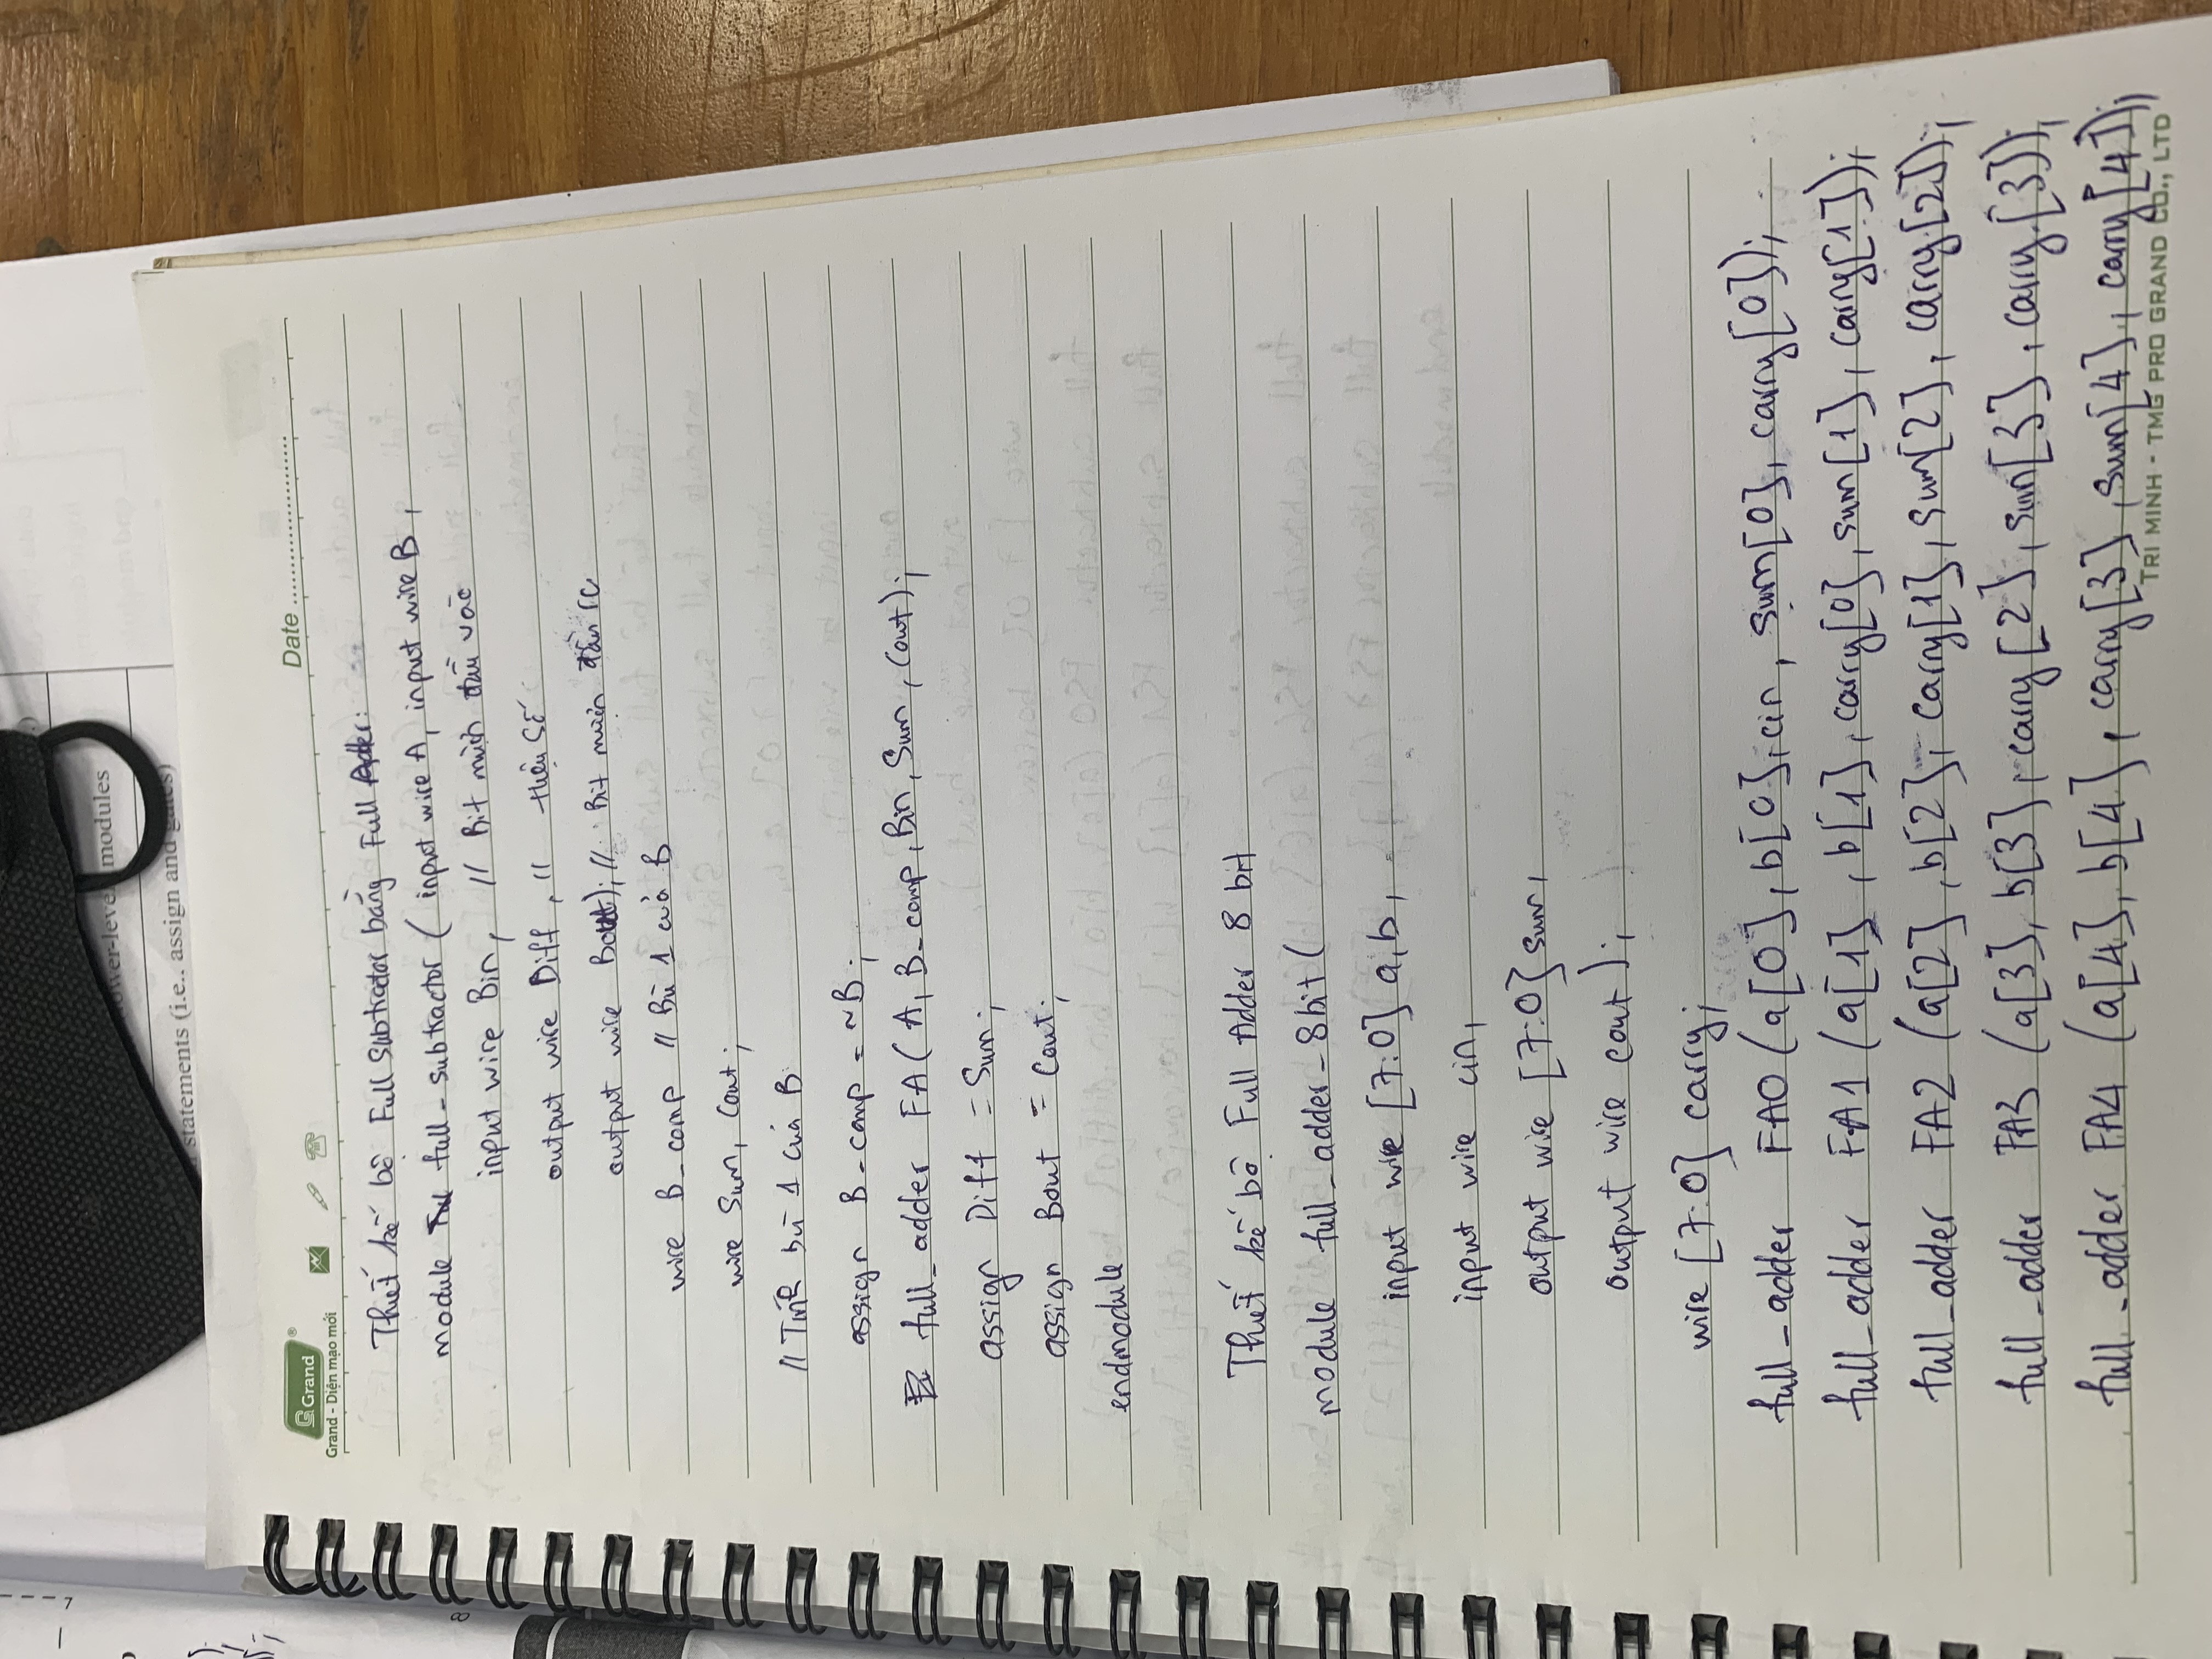 ower-level modules
statements (i.e., assign and gates)
Grand ®
Grand - Diện mạo mới
Date
Thiết kế bộ Full Subtractor bằng Full Adder:
module full_subtractor ( input wire A, input wire B,
input wire Bin, // Bit mượn đầu vào
output wire Diff, // Hiệu Số
output wire Bout); // Bit mượn đầu ra
wire B_comp // Bù 1 của B
wire Sum, Cout;
// Tính bù 1 của B
assign B_comp = ~B;
full_adder FA( A, B_comp, Bin, Sum, Cout);
assign Diff = Sum;
assign Bout = Cout;
endmodule
Thiết kế bộ Full Adder 8 bit
module full_adder_8bit (
input wire [7:0] a,b,
input wire cin,
output wire [7:0] sum,
output wire cout );
wire [7:0] carry;
full_adder FA0 (a[0], b[0], cin, sum[0], carry[0]);
full_adder FA1 (a[1], b[1], carry[0], sum[1], carry[1]);
full_adder FA2 (a[2], b[2], carry[1], sum[2], carry[2]);
full_adder FA3 (a[3], b[3], carry[2], sum[3], carry[3]);
full_adder FA4 (a[4], b[4], carry[3], sum[4], carry[4]);
TRI MINH - TMG PRO GRAND CO., LTD